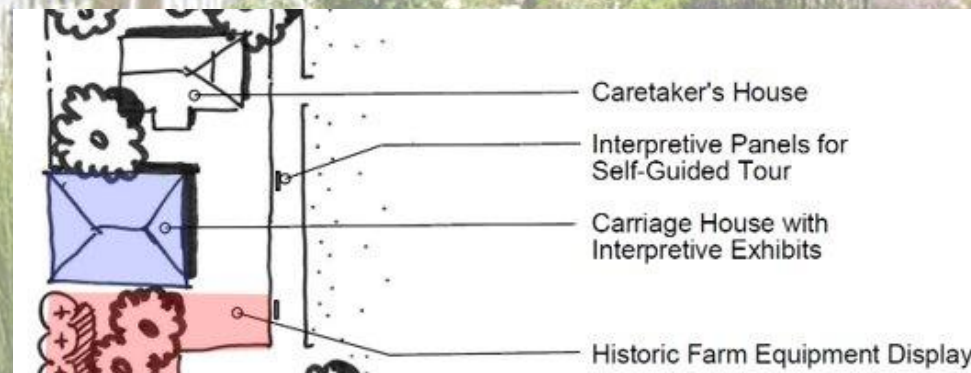 Caretaker's House
Interpretive Panels for
Self-Guided Tour
Carriage House with
Interpretive Exhibits
Historic Farm Equipment Display